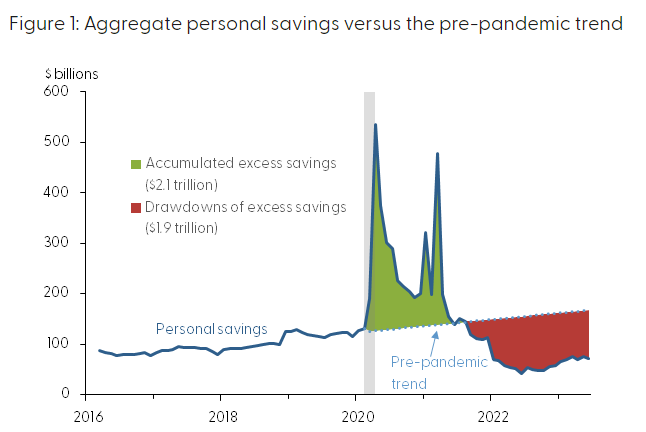 Figure 1: Aggregate personal savings versus the pre-pandemic trend
$ billions
600
500
400
300
200
100
0
Accumulated excess savings
($2.1 trillion)
Drawdowns of excess savings
($1.9 trillion)
Personal savings
Pre-pandemic
trend
2016 2018 2020 2022